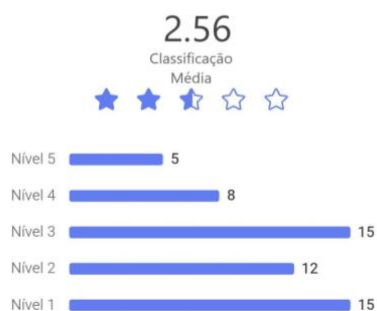 2.56
Classificação
Média
Nível 5 5
Nível 4 8
Nível 3 15
Nível 2 12
Nível 1 15